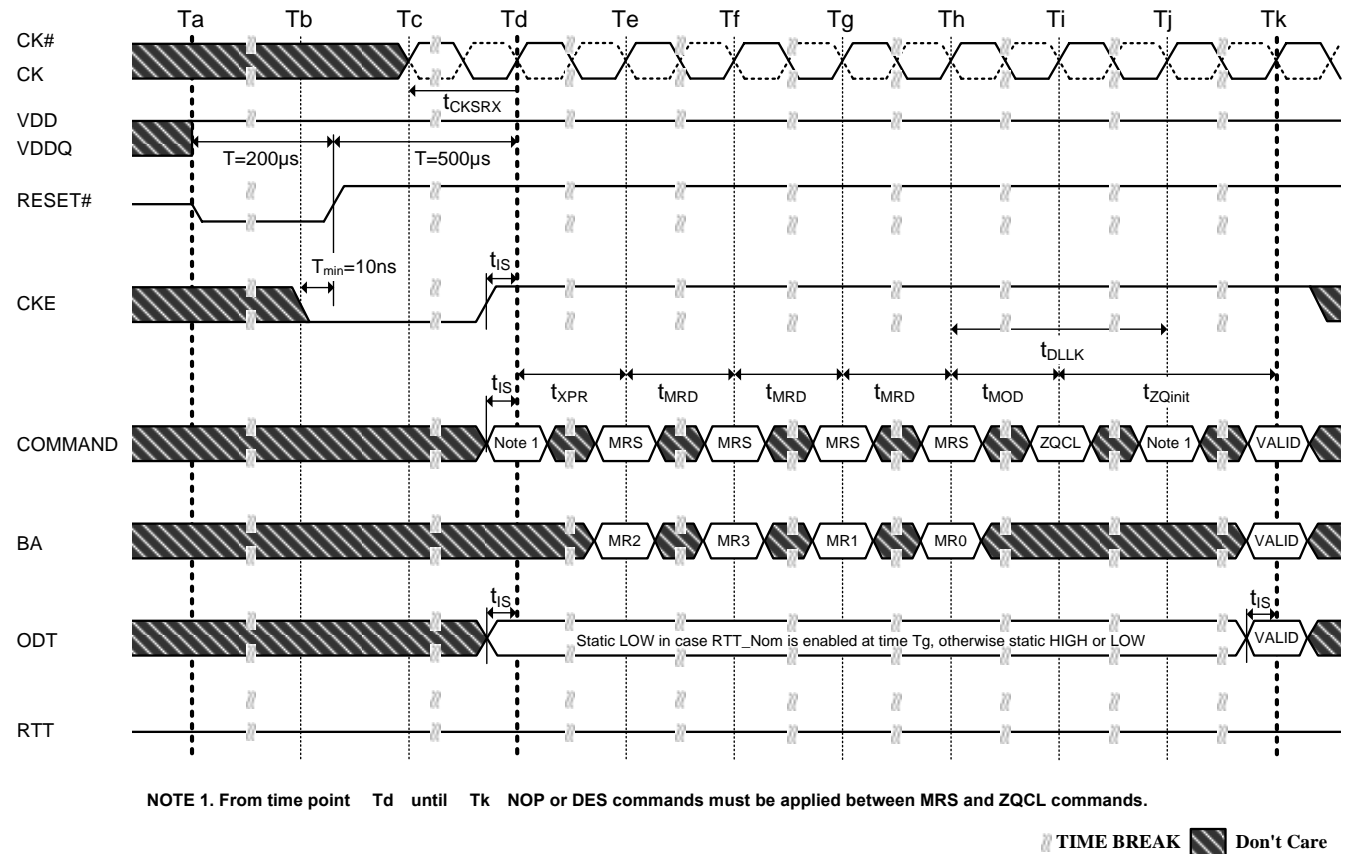 Ta Tb Tc Td Te Tf Tg Th Ti Tj Tk
CK#
CK
tCKSRX
VDD
VDDQ
T=200µs T=500µs
RESET#
Tmin=10ns
tIS
CKE
tDLLK
tIS tXPR tMRD tMRD tMRD tMOD tZQinit
COMMAND
Note 1 MRS MRS MRS MRS ZQCL Note 1 VALID
BA
MR2 MR3 MR1 MR0 VALID
tIS tIS
ODT
Static LOW in case RTT_Nom is enabled at time Tg, otherwise static HIGH or LOW VALID
RTT
NOTE 1. From time point Td until Tk NOP or DES commands must be applied between MRS and ZQCL commands.
TIME BREAK Don't Care